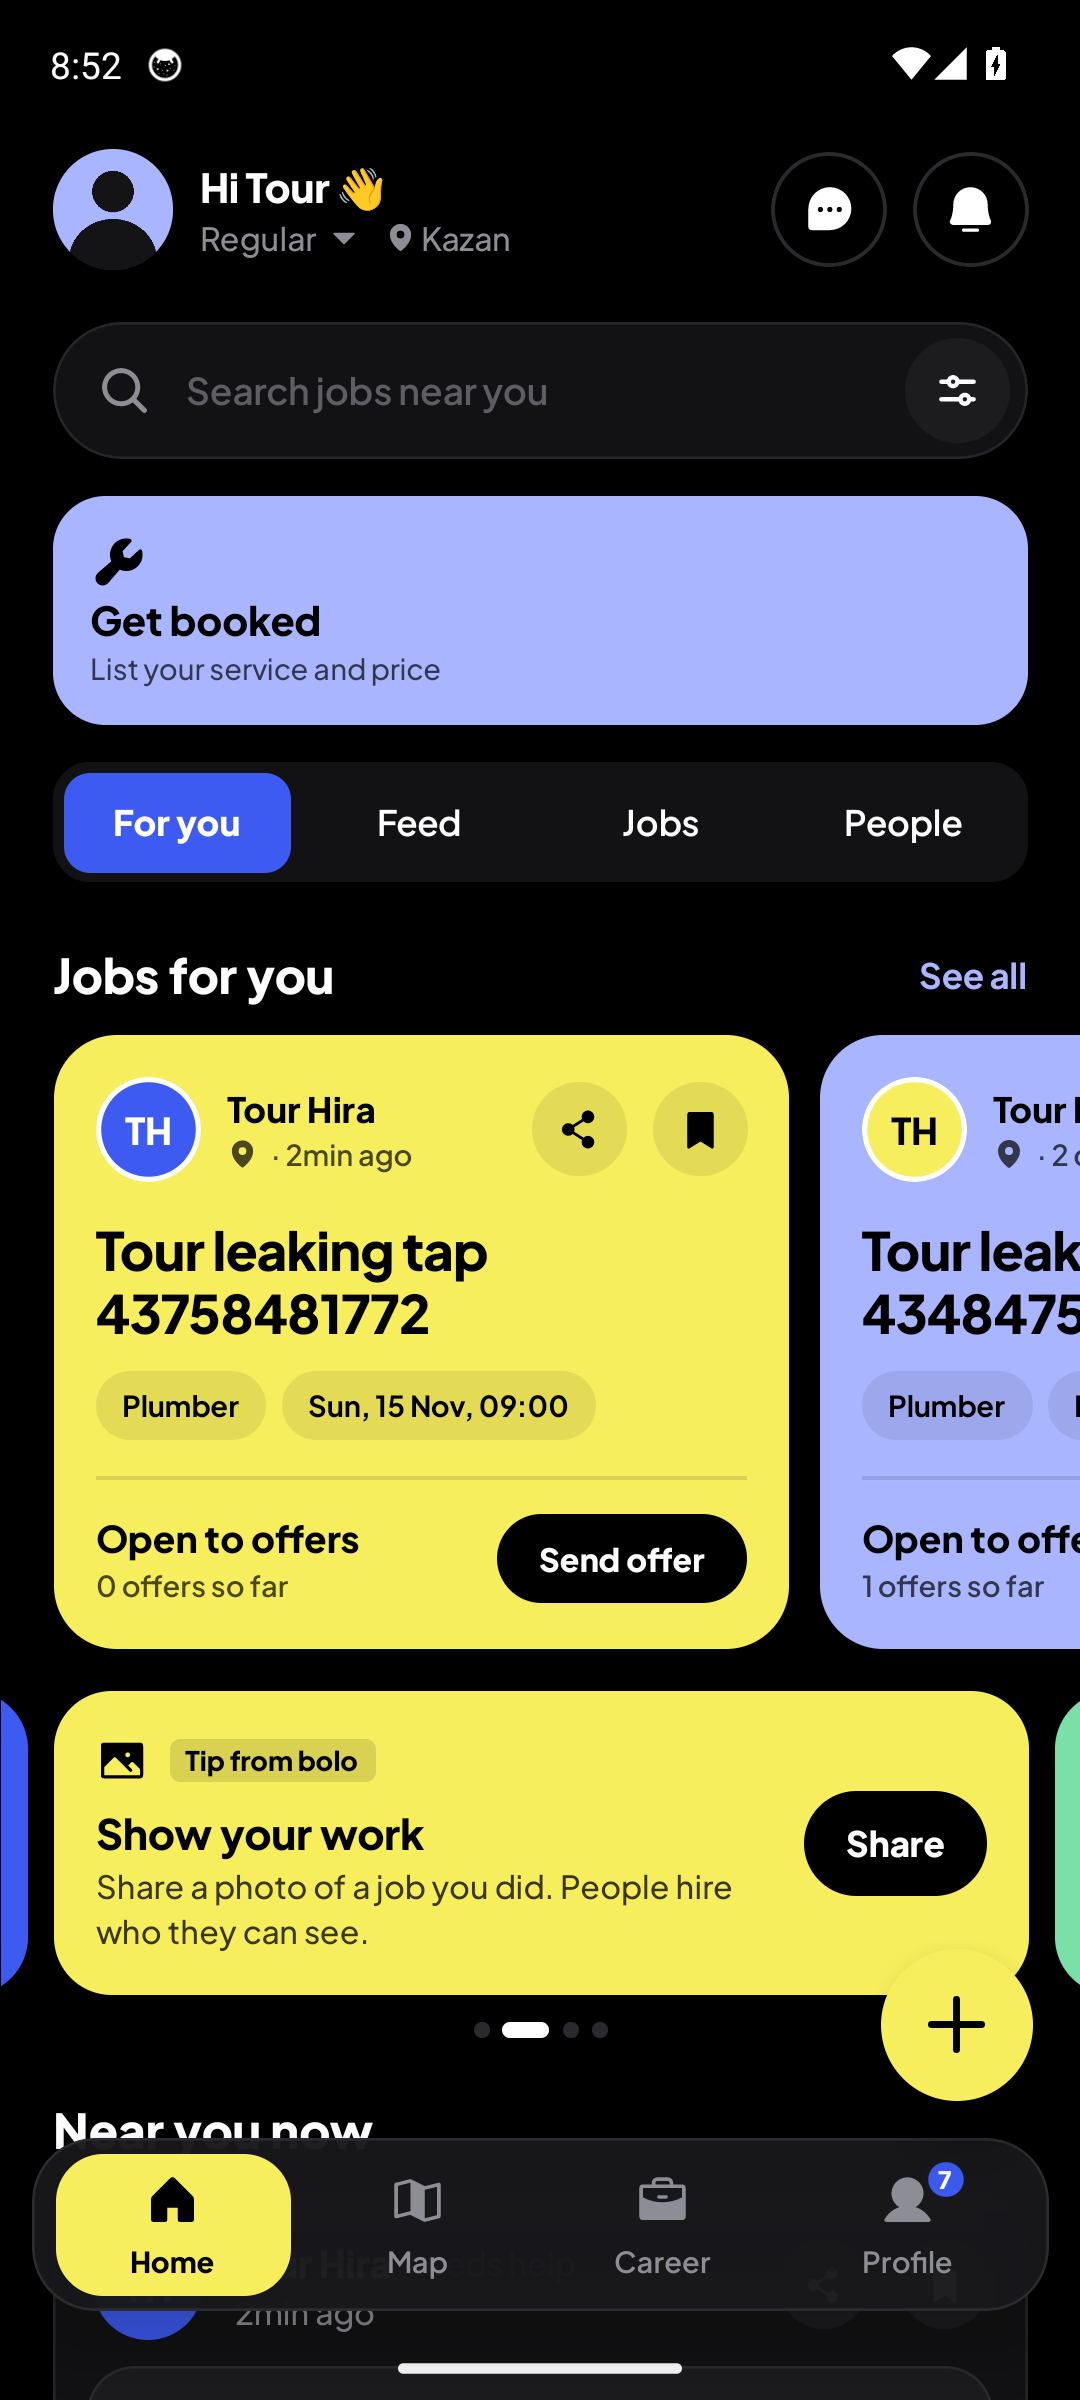 8:52
Hi Tour 👋
Regular
Kazan
Search jobs near you
Get booked
List your service and price
For you
Feed
Jobs
People
Jobs for you
See all
TH
Tour Hira
· 2min ago
Tour leaking tap
43758481772
Plumber
Sun, 15 Nov, 09:00
Open to offers
0 offers so far
Send offer
TH
Tour
· 2
Tour leak
4348475
Plumber
Open to offe
1 offers so far
Tip from bolo
Show your work
Share a photo of a job you did. People hire
who they can see.
Share
Near you now
Home
Map
Career
Profile
7
2min ago